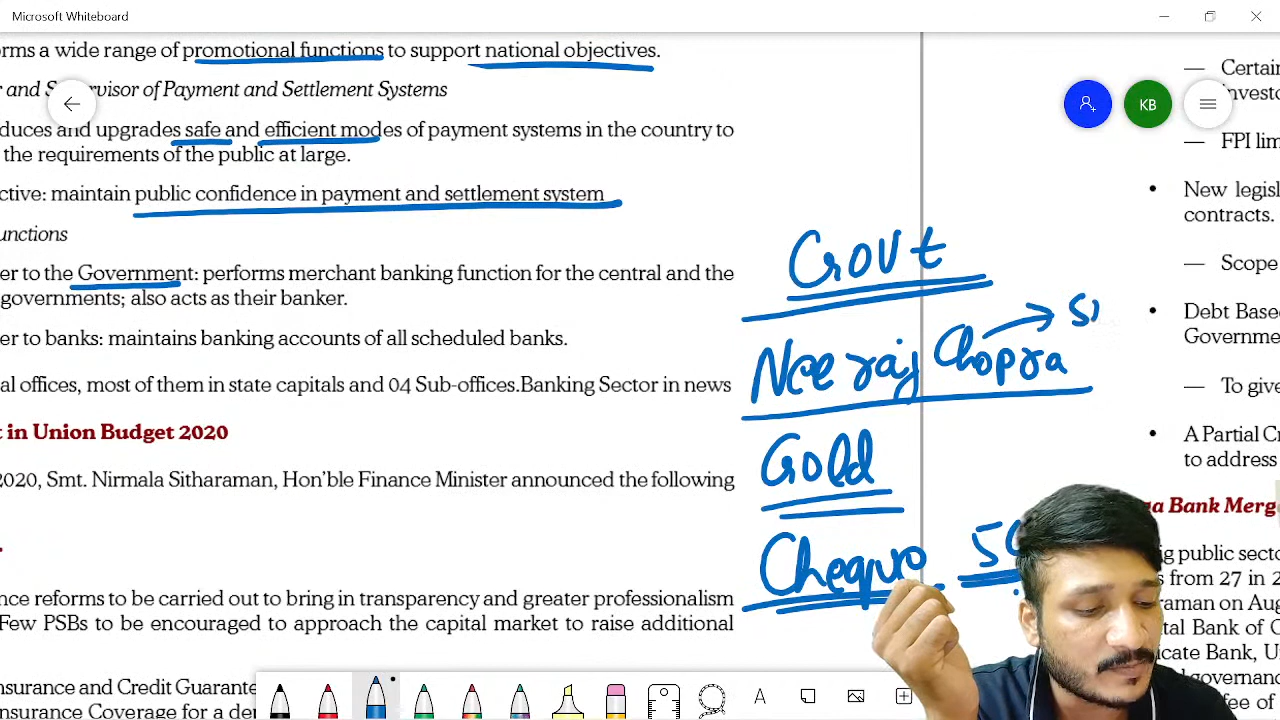 Microsoft Whiteboard
rms a wide range of promotional functions to support national objectives.
r and S visor of Payment and Settlement Systems
duces and upgrades safe and efficient modes of payment systems in the country to
the requirements of the public at large.
ctive: maintain public confidence in payment and settlement system
unctions
er to the Government: performs merchant banking function for the central and the
governments; also acts as their banker.
er to banks: maintains banking accounts of all scheduled banks.
al offices, most of them in state capitals and 04 Sub-offices.Banking Sector in news
t in Union Budget 2020
2020, Smt. Nirmala Sitharaman, Hon'ble Finance Minister announced the following
nce reforms to be carried out to bring in transparency and greater professionalism
Few PSBs to be encouraged to approach the capital market to raise additional
nsurance and Credit Guarante
nsurance Coverage for a de
Govt
Neeraj Chopra
Gold
Cheque
KB
— Certain
investo
— FPI lim
• New legisl
contracts.
— Scope
• Debt Base
Governme
— To give
• A Partial C
to address
ga Bank Merg
ig public secto
s from 27 in 2
raman on Aug
tal Bank of C
icate Bank, U
governanc
ee of